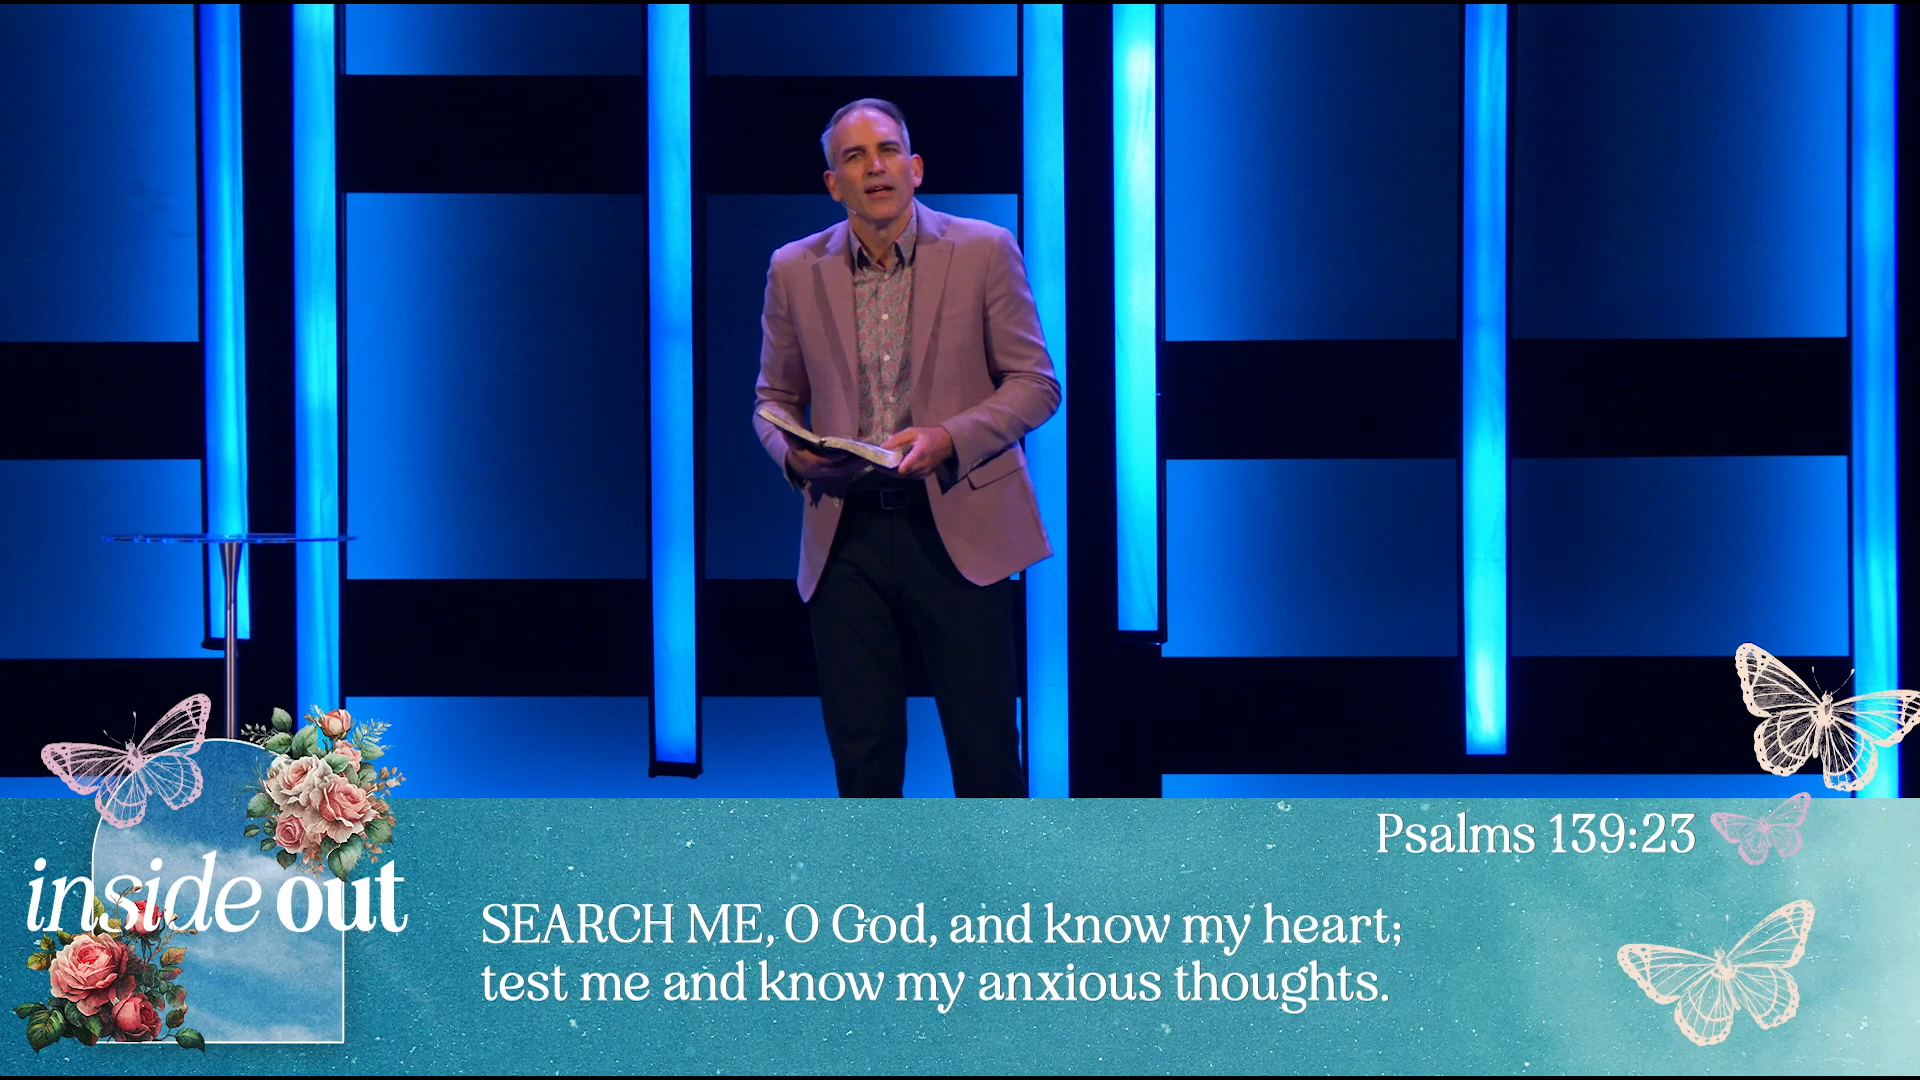 Psalms 139:23
inside out
SEARCH ME, O God, and know my heart;
test me and know my anxious thoughts.